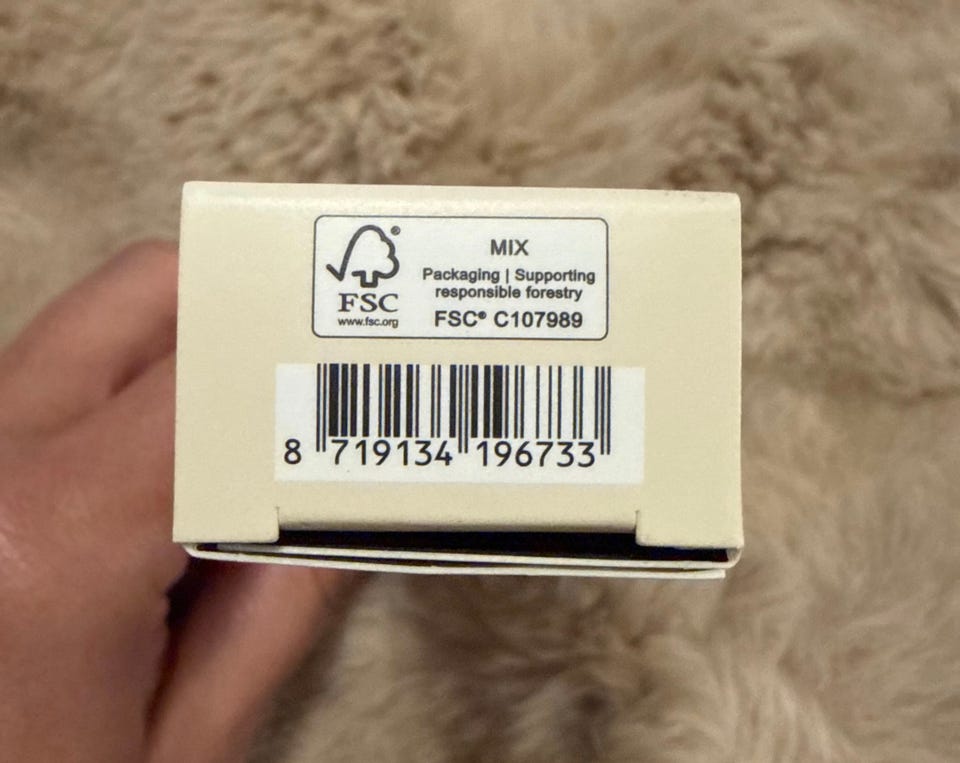 FSC®
www.fsc.org
MIX
Packaging | Supporting
responsible forestry
FSC® C107989
8 719134 196733